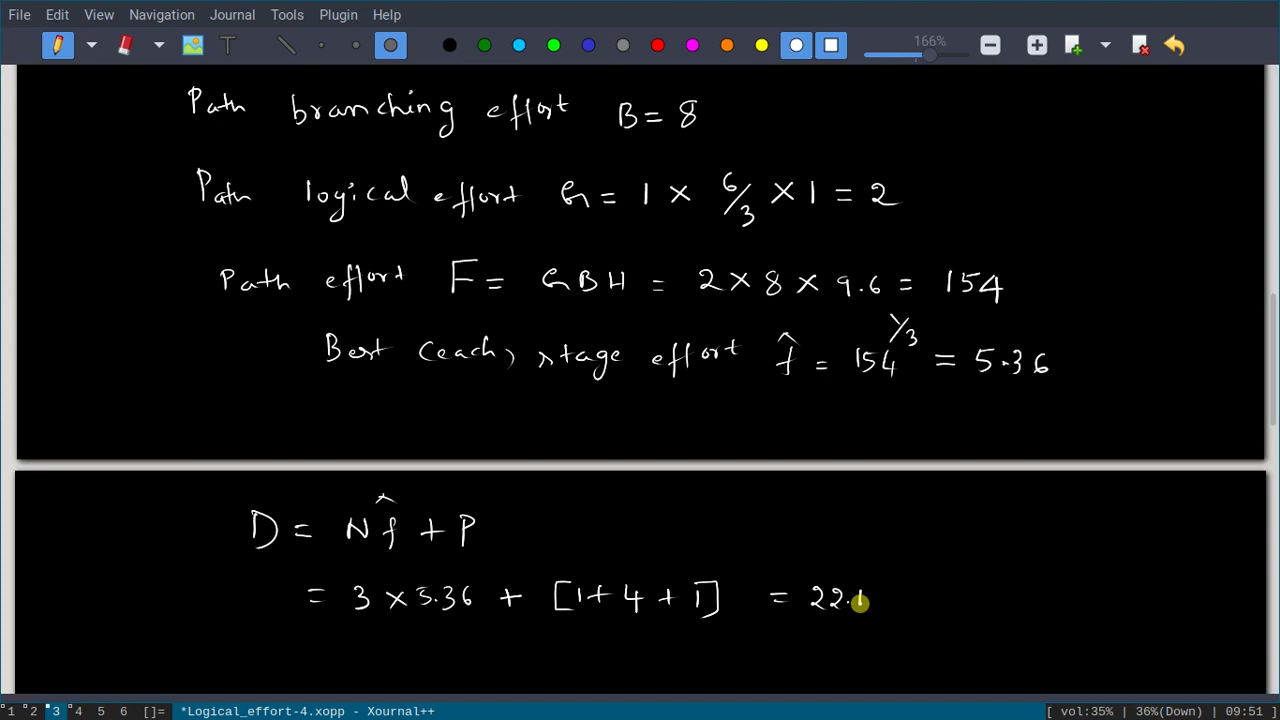 File Edit View Navigation Journal Tools Plugin Help
166%
Path branching effort B = 8
Path logical effort G = 1 × 6/3 × 1 = 2
Path effort F = GBH = 2 × 8 × 9.6 = 154
Best (each) stage effort f̂ = 154^1/3 = 5.36
D = Nf̂ + P
= 3 × 5.36 + [1 + 4 + 1] = 22.1
1 2 3 4 5 6 []= *Logical_effort-4.xopp - Xournal++ [ vol:35% | 36%(Down) | 09:51 ]